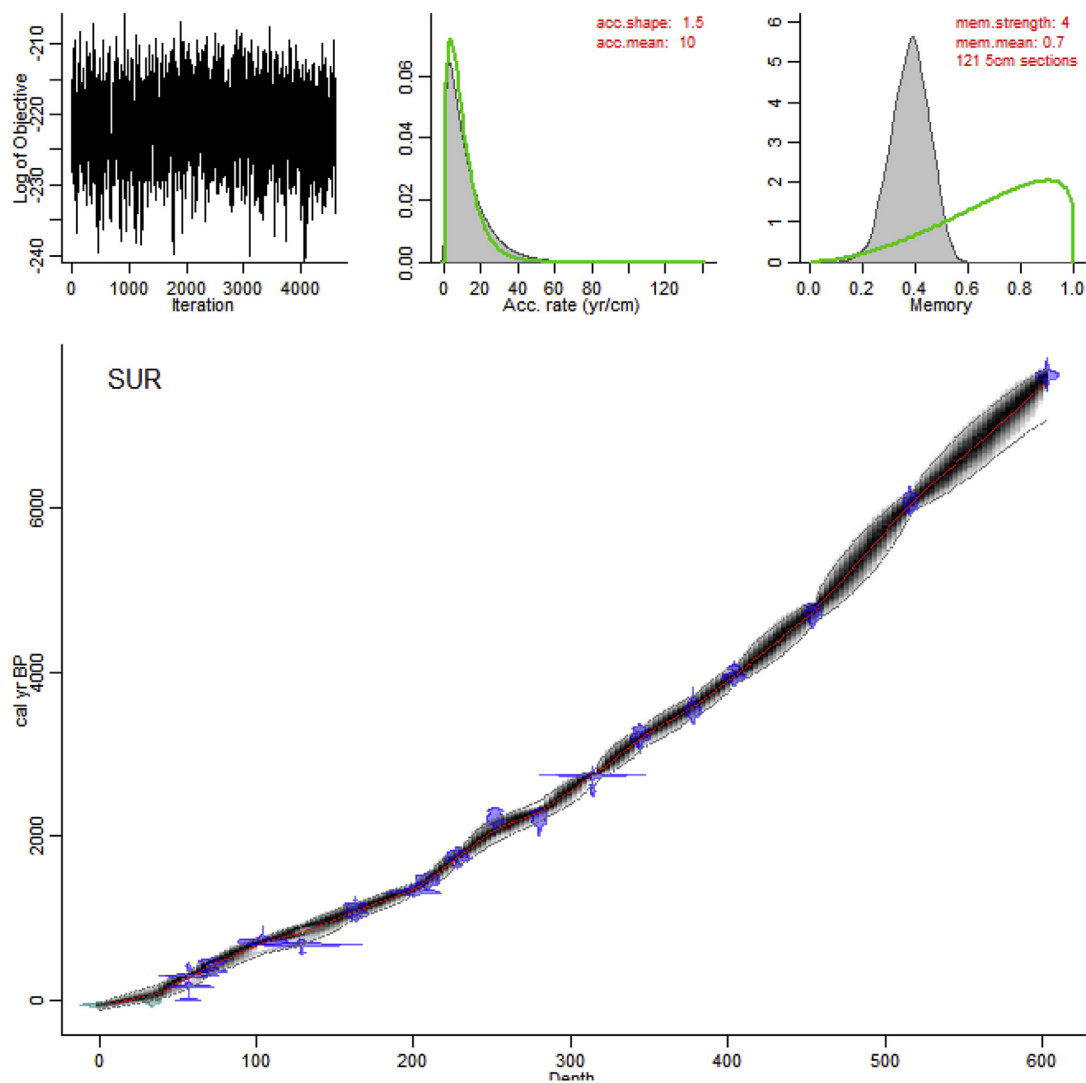 acc.shape: 1.5
acc.mean: 10
mem.strength: 4
mem.mean: 0.7
121 5cm sections
Log of Objective
-210
-220
-230
-240
0 1000 2000 3000 4000
Iteration
0.00 0.02 0.04 0.06
0 20 40 60 80 120
Acc. rate (yr/cm)
0 1 2 3 4 5 6
0.0 0.2 0.4 0.6 0.8 1.0
Memory
SUR
cal yr BP
0 2000 4000 6000
0 100 200 300 400 500 600
Depth